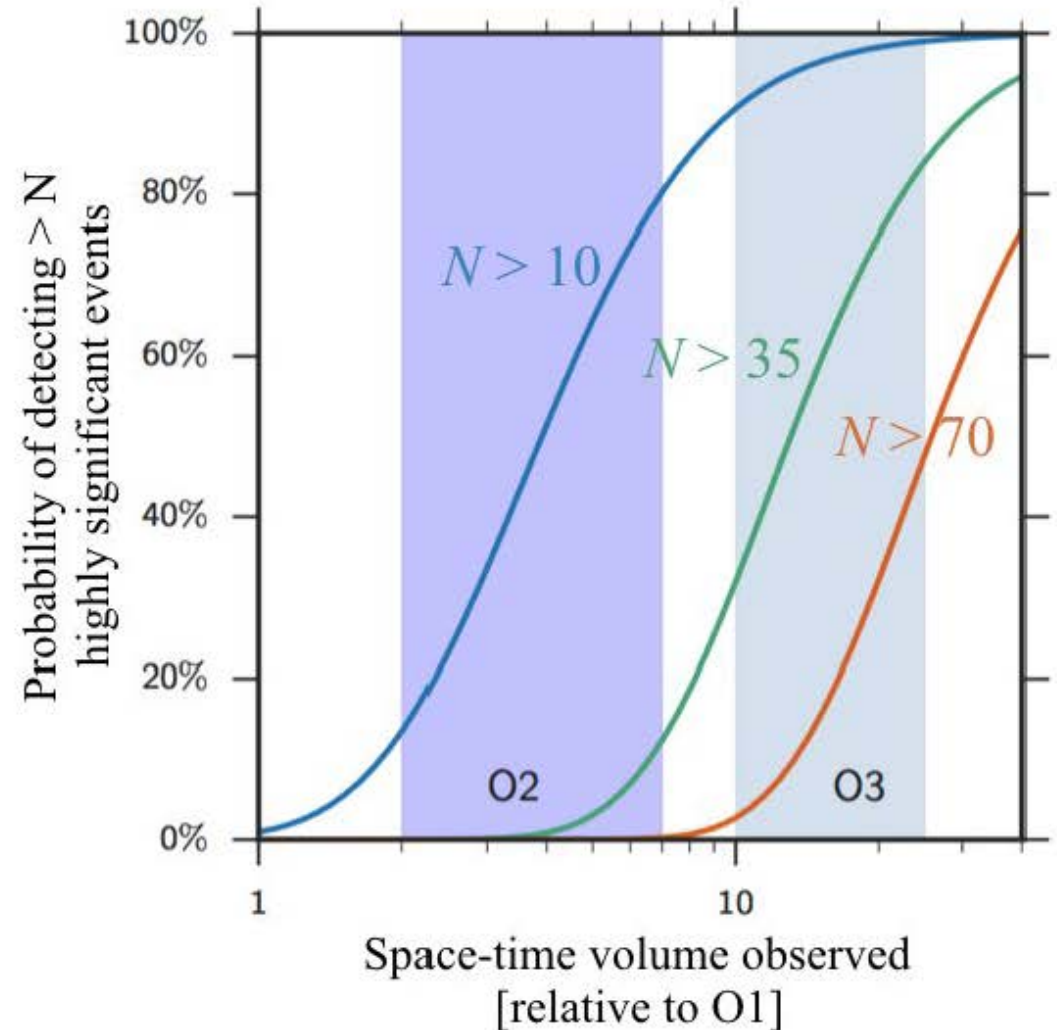 100%
80%
60%
40%
20%
0%
Probability of detecting > N
highly significant events
N > 10
N > 35
N > 70
O2
O3
1
10
Space-time volume observed
[relative to O1]